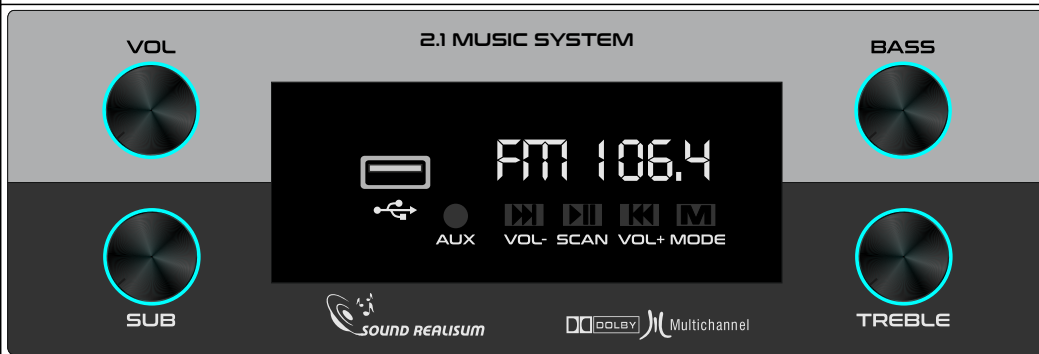 2.1 MUSIC SYSTEM
VOL
BASS
FM 106.4
M
AUX VOL- SCAN VOL+ MODE
SUB
TREBLE
SOUND REALISUM
DOLBY Multichannel